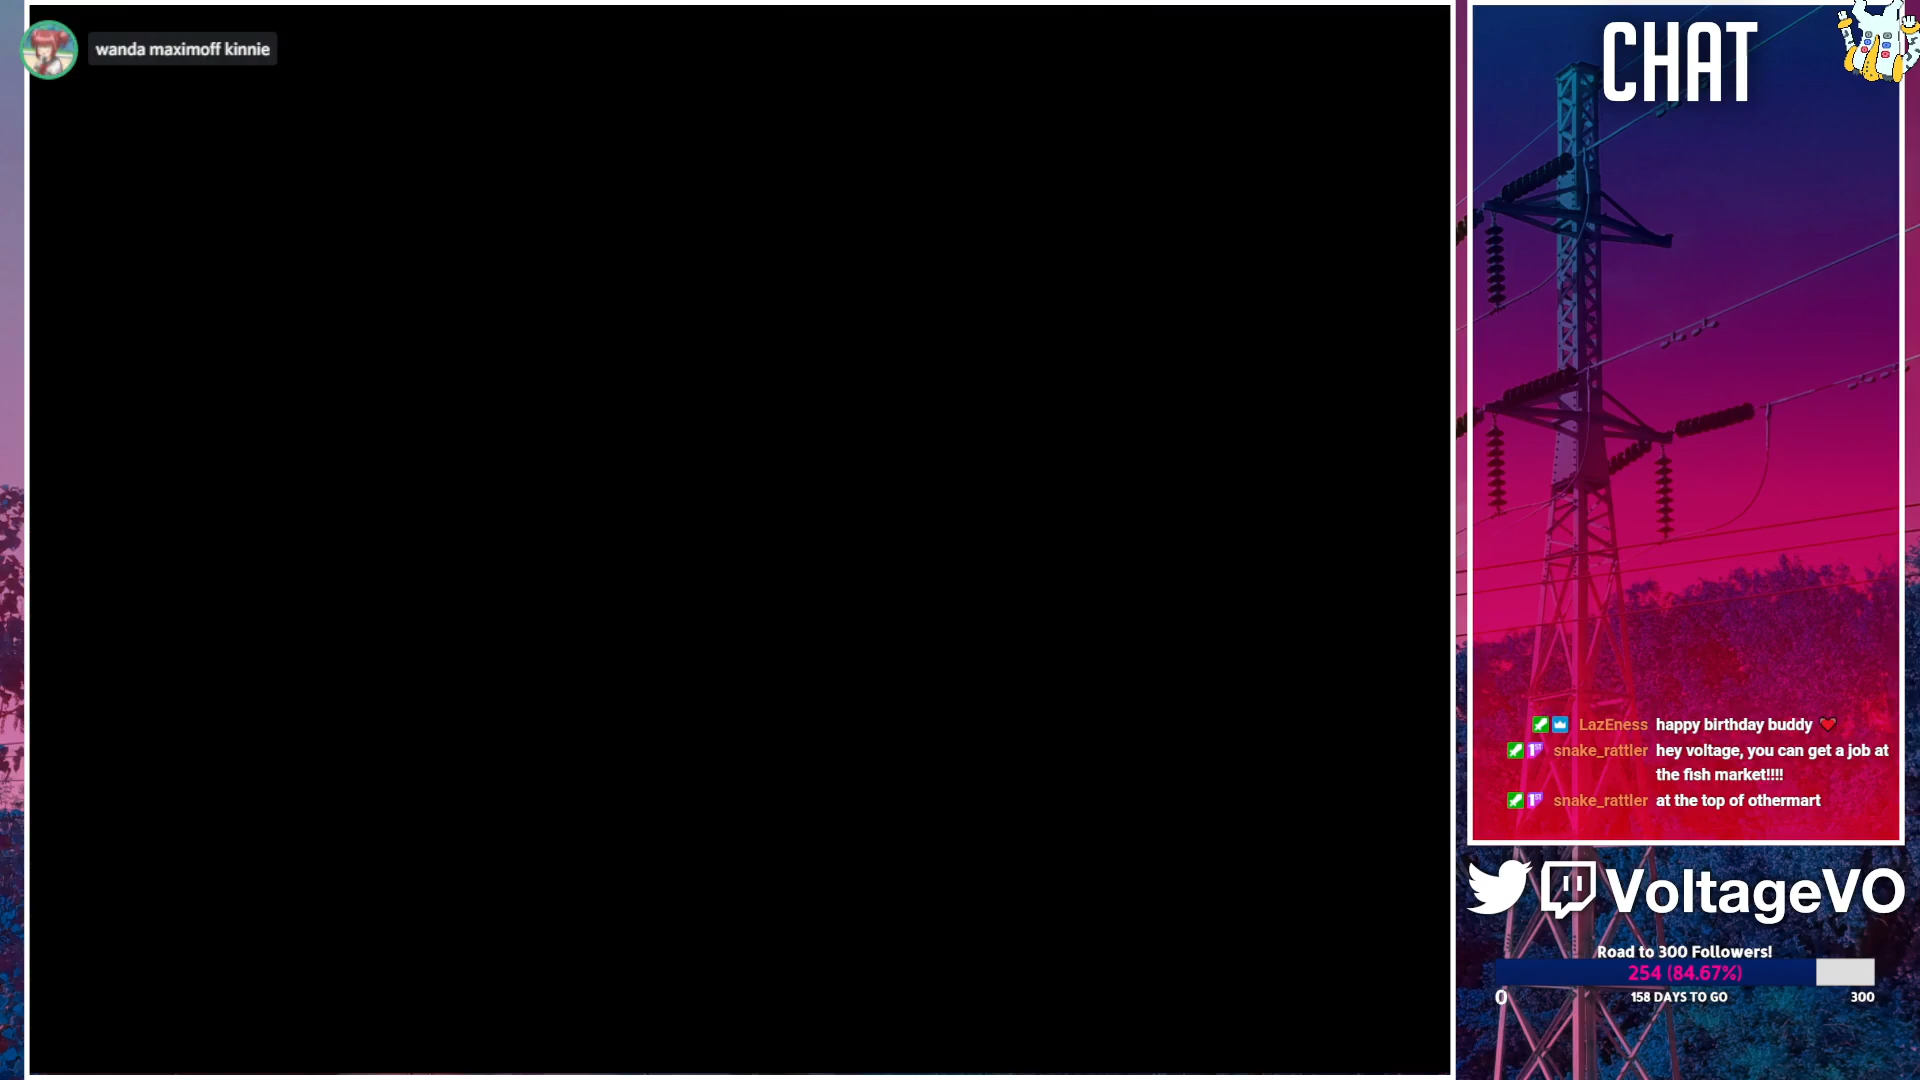 wanda maximoff kinnie
CHAT
LazEness happy birthday buddy
1ST snake_rattler hey voltage, you can get a job at
the fish market!!!!
1ST snake_rattler at the top of othermart
VoltageVO
Road to 300 Followers!
254 (84.67%)
0 158 DAYS TO GO 300